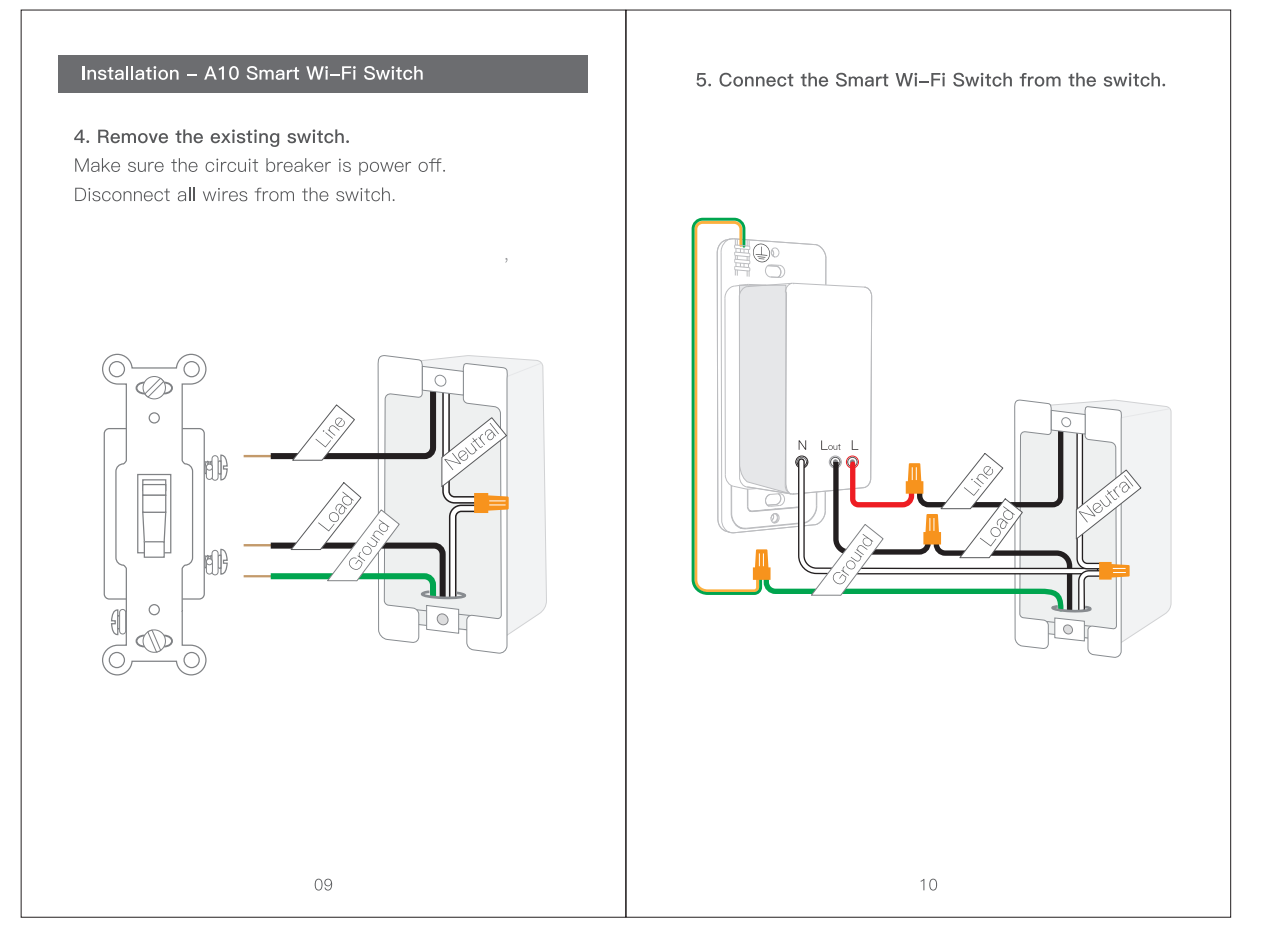 Installation – A10 Smart Wi–Fi Switch
4. Remove the existing switch.
Make sure the circuit breaker is power off.
Disconnect all wires from the switch.
,
Line
Neutral
Load
Ground
09
5. Connect the Smart Wi–Fi Switch from the switch.
N Lout L
Line
Neutral
Load
Ground
10